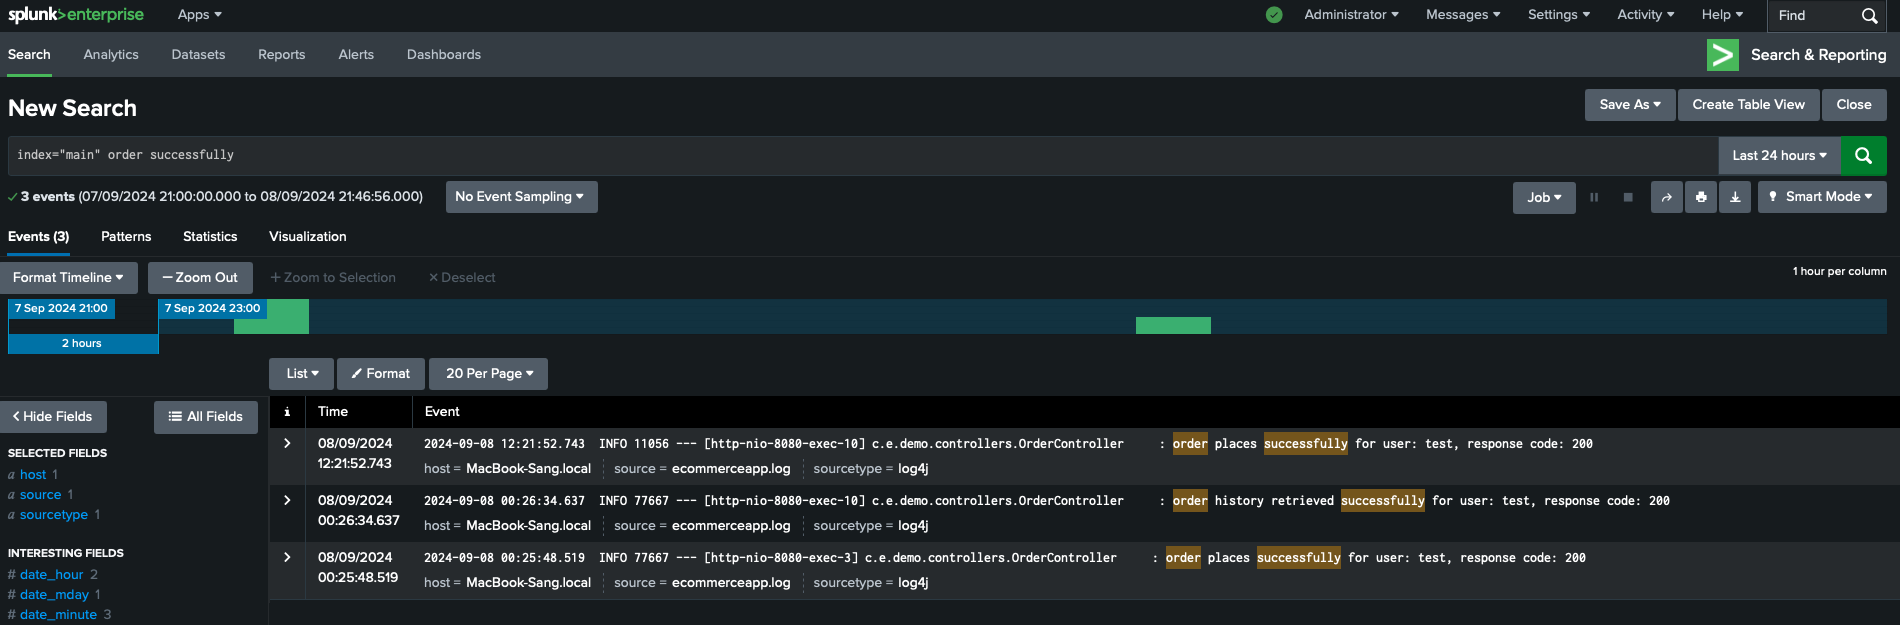 splunk>enterprise Apps Administrator Messages Settings Activity Help Find
Search Analytics Datasets Reports Alerts Dashboards Search & Reporting
New Search Save As Create Table View Close
index="main" order successfully Last 24 hours
3 events (07/09/2024 21:00:00.000 to 08/09/2024 21:46:56.000) No Event Sampling Job Smart Mode
Events (3) Patterns Statistics Visualization
Format Timeline — Zoom Out + Zoom to Selection × Deselect 1 hour per column
7 Sep 2024 21:00 7 Sep 2024 23:00
2 hours
List Format 20 Per Page
< Hide Fields All Fields
i Time Event
SELECTED FIELDS
a host 1
a source 1
a sourcetype 1
INTERESTING FIELDS
# date_hour 2
# date_mday 1
# date_minute 3
> 08/09/2024 12:21:52.743
2024-09-08 12:21:52.743 INFO 11056 --- [http-nio-8080-exec-10] c.e.demo.controllers.OrderController : order places successfully for user: test, response code: 200
host = MacBook-Sang.local source = ecommerceapp.log sourcetype = log4j
> 08/09/2024 00:26:34.637
2024-09-08 00:26:34.637 INFO 77667 --- [http-nio-8080-exec-10] c.e.demo.controllers.OrderController : order history retrieved successfully for user: test, response code: 200
host = MacBook-Sang.local source = ecommerceapp.log sourcetype = log4j
> 08/09/2024 00:25:48.519
2024-09-08 00:25:48.519 INFO 77667 --- [http-nio-8080-exec-3] c.e.demo.controllers.OrderController : order places successfully for user: test, response code: 200
host = MacBook-Sang.local source = ecommerceapp.log sourcetype = log4j